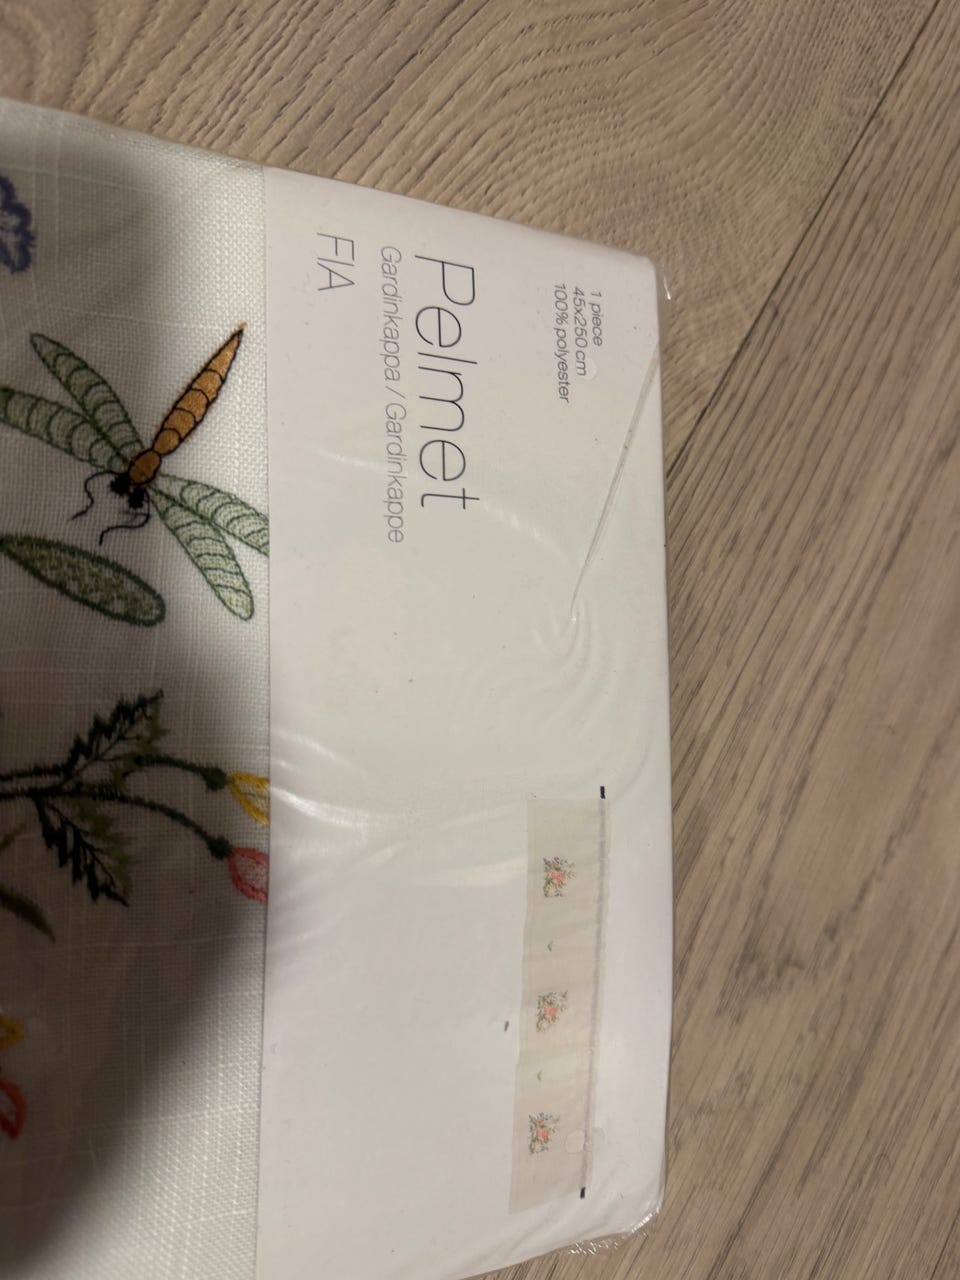 1 piece
45x250 cm
100% polyester
Pelmet
Gardinkappa / Gardinkappe
FIA